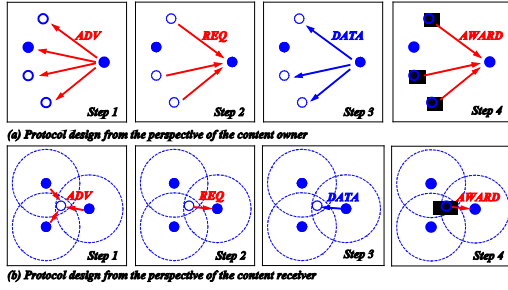 ADV REQ DATA AWARD
Step 1 Step 2 Step 3 Step 4
(a) Protocol design from the perspective of the content owner
ADV REQ DATA AWARD
Step 1 Step 2 Step 3 Step 4
(b) Protocol design from the perspective of the content receiver